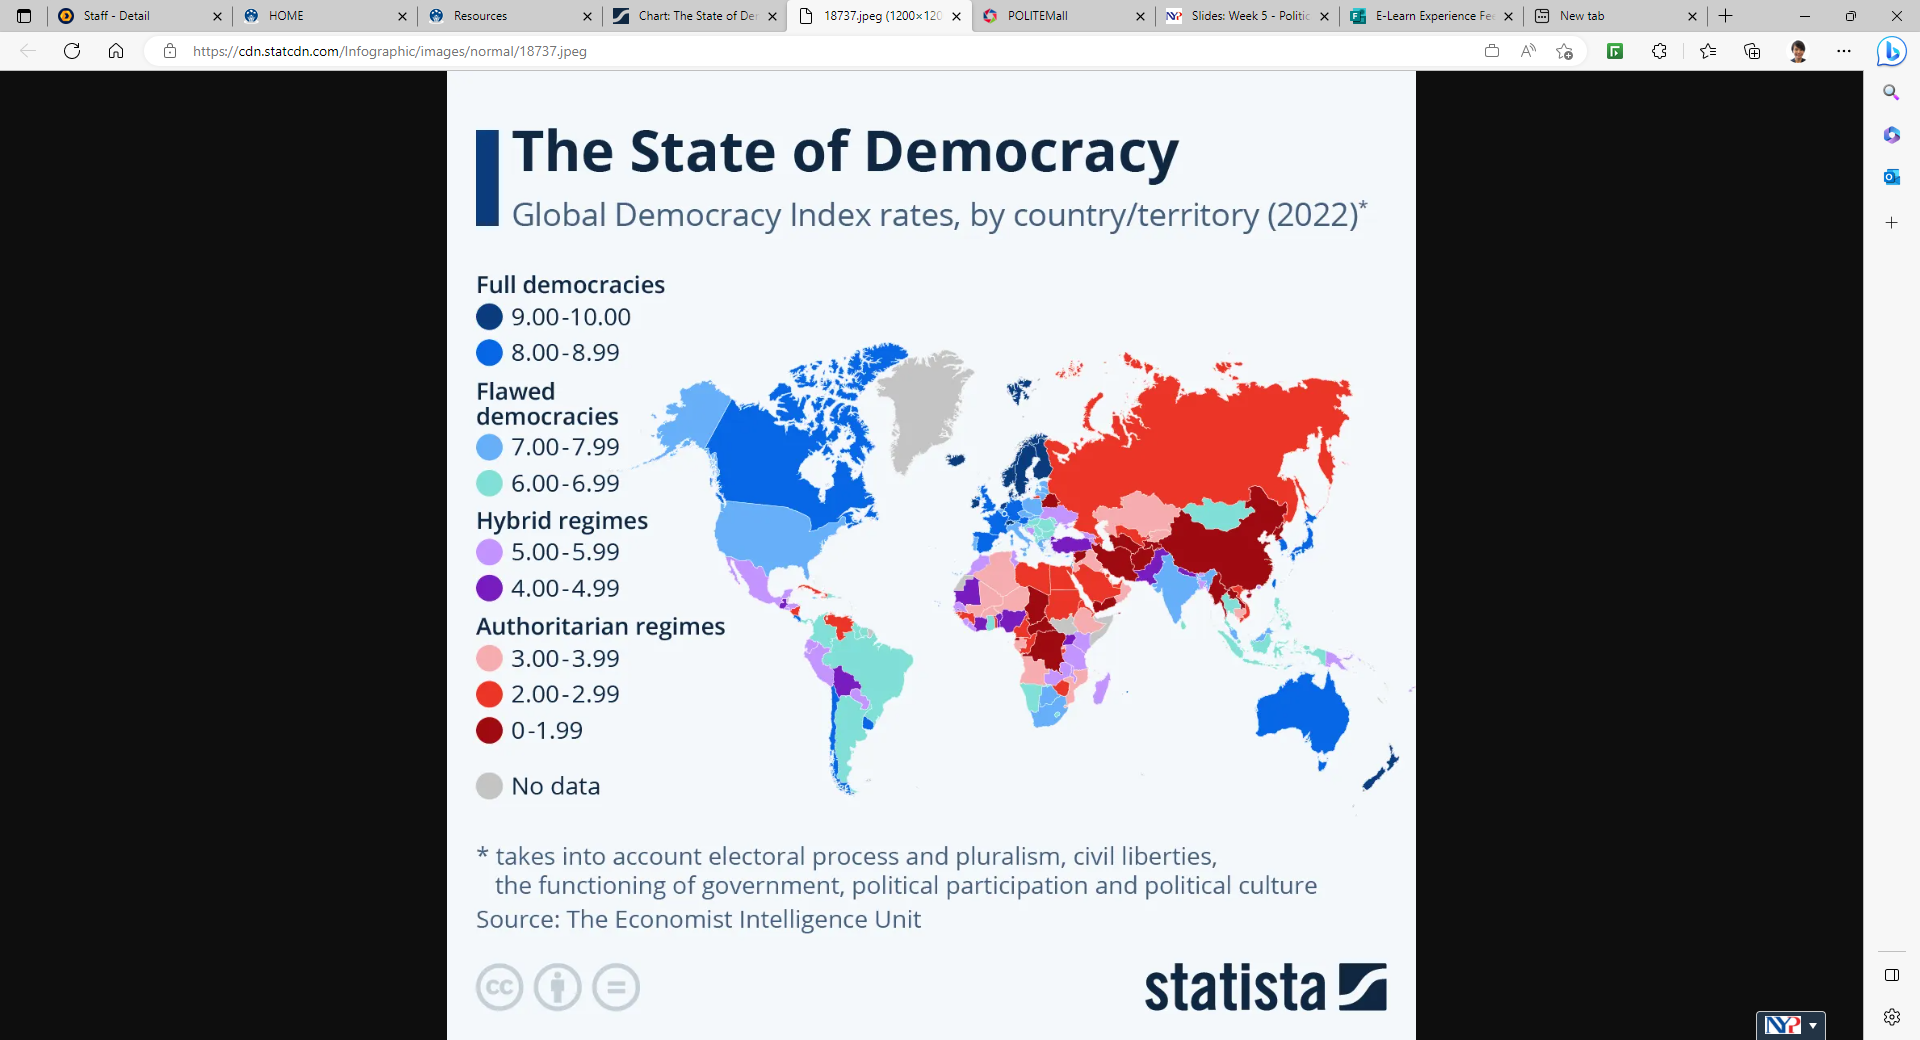 Staff - Detail
HOME
Resources
Chart: The State of De
18737.jpeg (1200×120
POLITEMall
NYP
Slides: Week 5 - Politic
E-Learn Experience Fe
New tab
https://cdn.statcdn.com/Infographic/images/normal/18737.jpeg
The State of Democracy
Global Democracy Index rates, by country/territory (2022)*
Full democracies
9.00-10.00
8.00-8.99
Flawed
democracies
7.00-7.99
6.00-6.99
Hybrid regimes
5.00-5.99
4.00-4.99
Authoritarian regimes
3.00-3.99
2.00-2.99
0-1.99
No data
* takes into account electoral process and pluralism, civil liberties,
the functioning of government, political participation and political culture
Source: The Economist Intelligence Unit
cc
statista
NYP